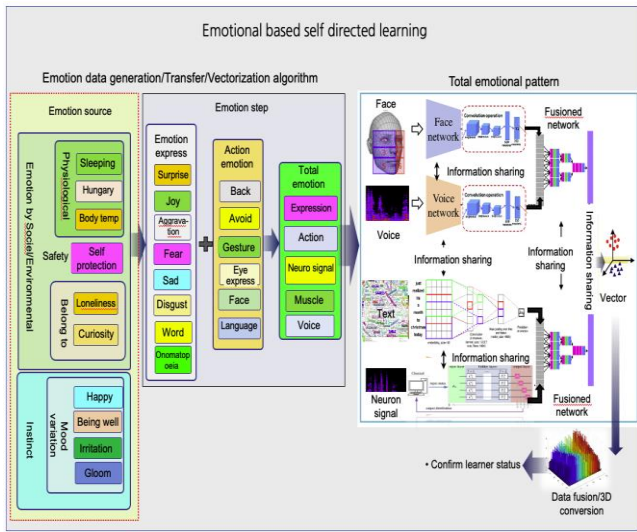 Emotional based self directed learning
Emotion data generation/Transfer/Vectorization algorithm
Total emotional pattern
Emotion source
Emotion by Societ/Environmental
Physiological
Sleeping
Hungary
Body temp
Safety
Self
protection
Belong to
Loneliness
Curiosity
Instinct
Mood
variation
Happy
Being well
Irritation
Gloom
Emotion step
Emotion
express
Surprise
Joy
Aggrava-
tion
Fear
Sad
Disgust
Word
Onomatop
oeia
Action
emotion
Back
Avoid
Gesture
Eye
express
Face
Language
Total
emotion
Expression
Action
Neuro signal
Muscle
Voice
Face
Face
network
Convolution operation
Fusioned
network
Information sharing
Voice
Voice
network
Convolution operation
Information sharing
Information
sharing
Information sharing
Vector
Text
Information sharing
Neuron
signal
Fusioned
network
• Confirm learner status
Data fusion/3D
conversion